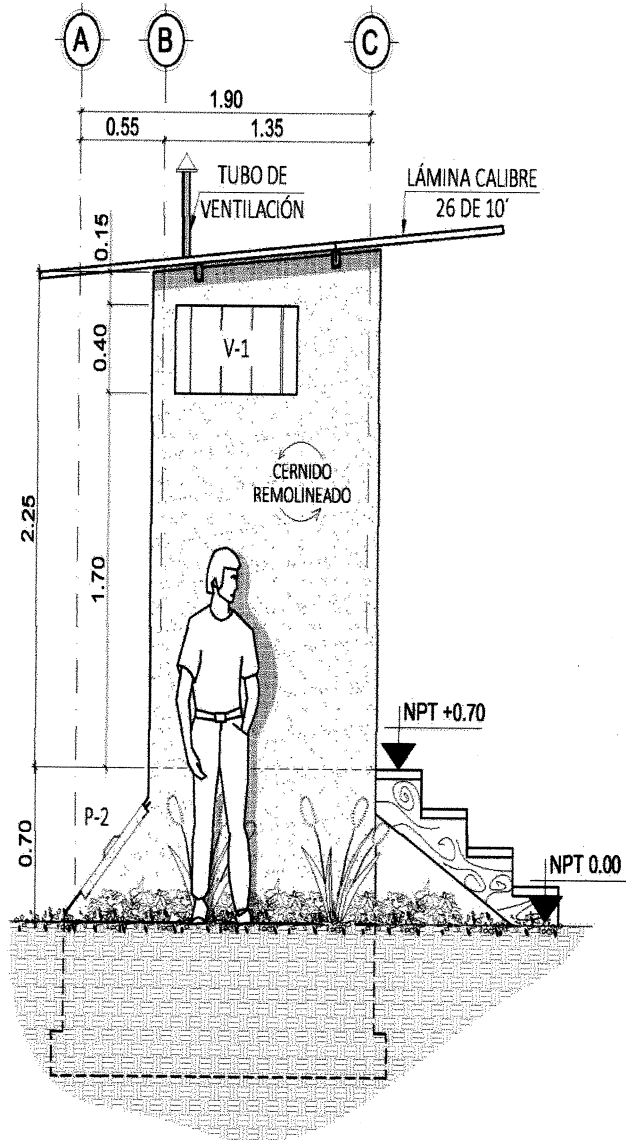 A B C
1.90
0.55 1.35
TUBO DE
VENTILACIÓN
LÁMINA CALIBRE
26 DE 10'
0.15
0.40
V-1
CERNIDO
REMOLINEADO
2.25
1.70
NPT +0.70
P-2
0.70
NPT 0.00